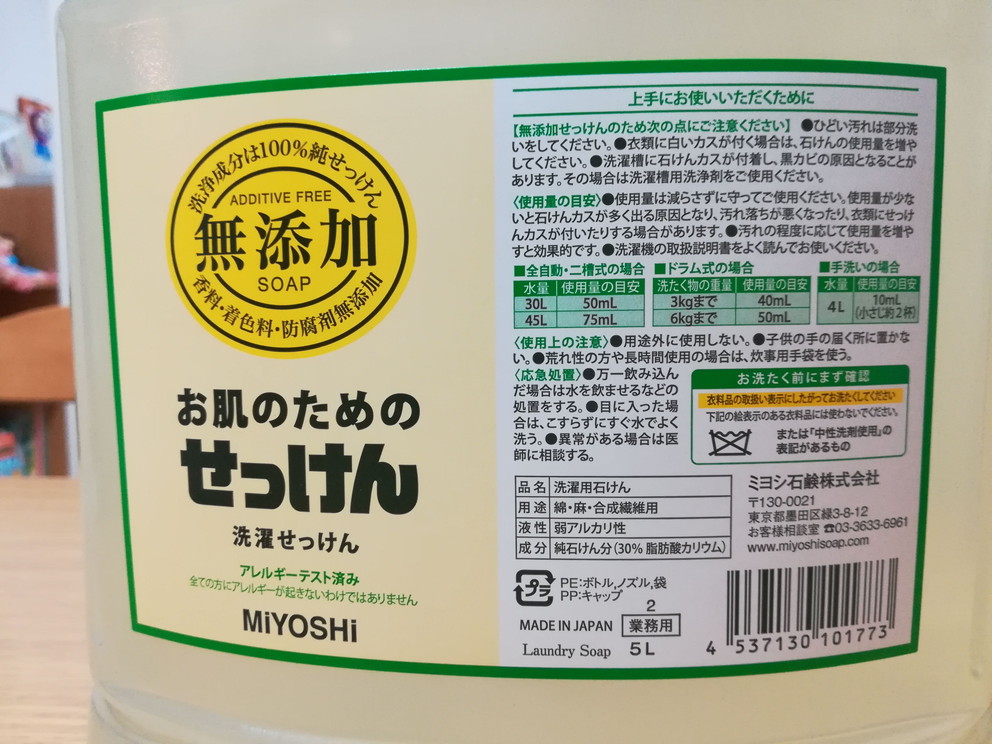 洗浄成分は100%純せっけん
ADDITIVE FREE
無添加
SOAP
香料・着色料・防腐剤無添加
お肌のための
せっけん
洗濯せっけん
アレルギーテスト済み
全ての方にアレルギーが起きないわけではありません
MiYOSHi
上手にお使いいただくために
【無添加せっけんのため次の点にご注意ください】 ●ひどい汚れは部分洗
いをしてください。●衣類に白いカスが付く場合は、石けんの使用量を増や
してください。●洗濯槽に石けんカスが付着し、黒カビの原因となることが
あります。その場合は洗濯槽用洗浄剤をご使用ください。
〈使用量の目安〉●使用量は減らさずに守ってご使用ください。使用量が少な
いと石けんカスが多く出る原因となり、汚れ落ちが悪くなったり、衣類にせっけ
んカスが付いたりする場合があります。●汚れの程度に応じて使用量を増や
すと効果的です。●洗濯機の取扱説明書をよく読んでお使いください。
■全自動・二槽式の場合
水量 使用量の目安
30L 50mL
45L 75mL
■ドラム式の場合
洗たく物の重量 使用量の目安
3kgまで 40mL
6kgまで 50mL
■手洗いの場合
水量 使用量の目安
4L 10mL
(小さじ約2杯)
〈使用上の注意〉●用途外に使用しない。●子供の手の届く所に置かな
い。●荒れ性の方や長時間使用の場合は、炊事用手袋を使う。
〈応急処置〉●万一飲み込ん
だ場合は水を飲ませるなどの
処置をする。●目に入った場
合は、こすらずにすぐ水でよく
洗う。●異常がある場合は医
師に相談する。
お洗たく前にまず確認
衣料品の取扱い表示にしたがってお洗たくしてください
下記の絵表示のある衣料品には使わないでください。
または「中性洗剤使用」の
表記があるもの
品名 洗濯用石けん
用途 綿・麻・合成繊維用
液性 弱アルカリ性
成分 純石けん分(30% 脂肪酸カリウム)
ミヨシ石鹸株式会社
〒130-0021
東京都墨田区緑3-8-12
お客様相談室 ☎03-3633-6961
www.miyoshisoap.com
プラ
PE:ボトル,ノズル,袋
PP:キャップ
2
MADE IN JAPAN 業務用
Laundry Soap 5L
4 537130 101773